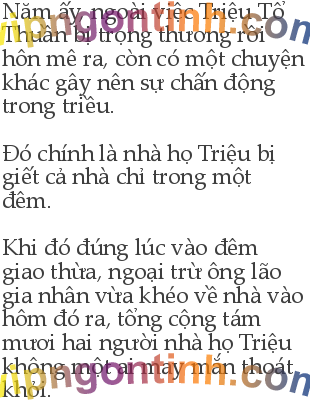 Năm ấy, ngoài việc Triệu Tổ
Thuần bị trọng thương rồi
hôn mê ra, còn có một chuyện
khác gây nên sự chấn động
trong triều.
Đó chính là nhà họ Triệu bị
giết cả nhà chỉ trong một
đêm.
Khi đó đúng lúc vào đêm
giao thừa, ngoại trừ ông lão
gia nhân vừa khéo về nhà vào
hôm đó ra, tổng cộng tám
mươi hai người nhà họ Triệu
không một ai may mắn thoát
khỏi.
vipngontinh.com
vipngontinh.com